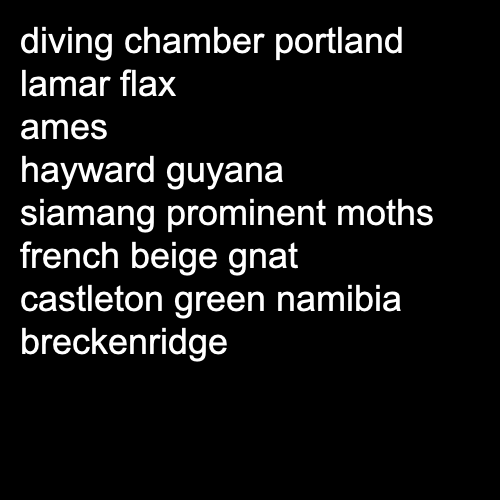 diving chamber portland
lamar flax
ames
hayward guyana
siamang prominent moths
french beige gnat
castleton green namibia
breckenridge